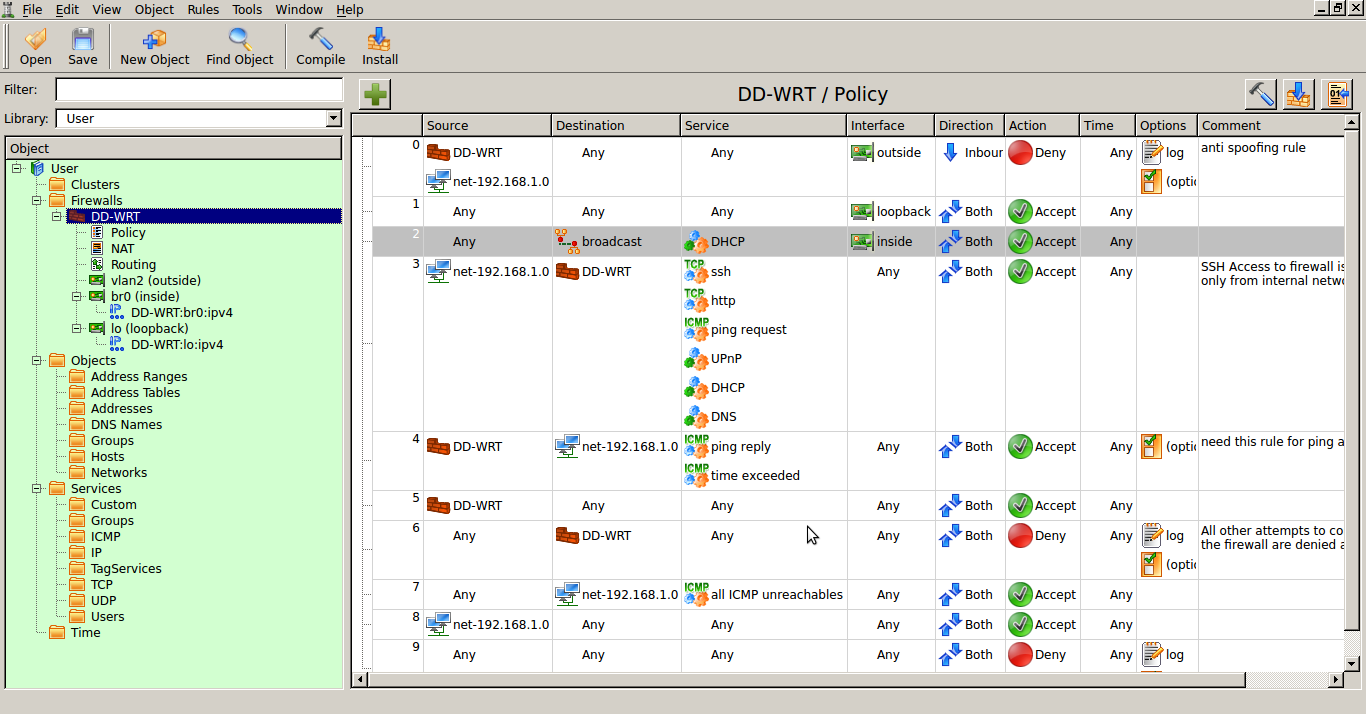 File Edit View Object Rules Tools Window Help
Open Save New Object Find Object Compile Install
Filter:
Library: User
Object
User
Clusters
Firewalls
DD-WRT
Policy
NAT
Routing
vlan2 (outside)
br0 (inside)
DD-WRT:br0:ipv4
lo (loopback)
DD-WRT:lo:ipv4
Objects
Address Ranges
Address Tables
Addresses
DNS Names
Groups
Hosts
Networks
Services
Custom
Groups
ICMP
IP
TagServices
TCP
UDP
Users
Time
DD-WRT / Policy
Source Destination Service Interface Direction Action Time Options Comment
0 DD-WRT Any Any outside Inbour Deny Any log anti spoofing rule
net-192.168.1.0 (optic
1 Any Any Any loopback Both Accept Any
2 Any broadcast DHCP inside Both Accept Any
3 net-192.168.1.0 DD-WRT TCP ssh Any Both Accept Any SSH Access to firewall is
only from internal netwo
TCP http
ICMP ping request
UPnP
DHCP
DNS
4 DD-WRT net-192.168.1.0 ICMP ping reply Any Both Accept Any (optic need this rule for ping a
ICMP time exceeded
5 DD-WRT Any Any Any Both Accept Any
6 Any DD-WRT Any Any Both Deny Any log All other attempts to co
the firewall are denied a
(optic
7 Any net-192.168.1.0 ICMP all ICMP unreachables Any Both Accept Any
8 net-192.168.1.0 Any Any Any Both Accept Any
9 Any Any Any Any Both Deny Any log